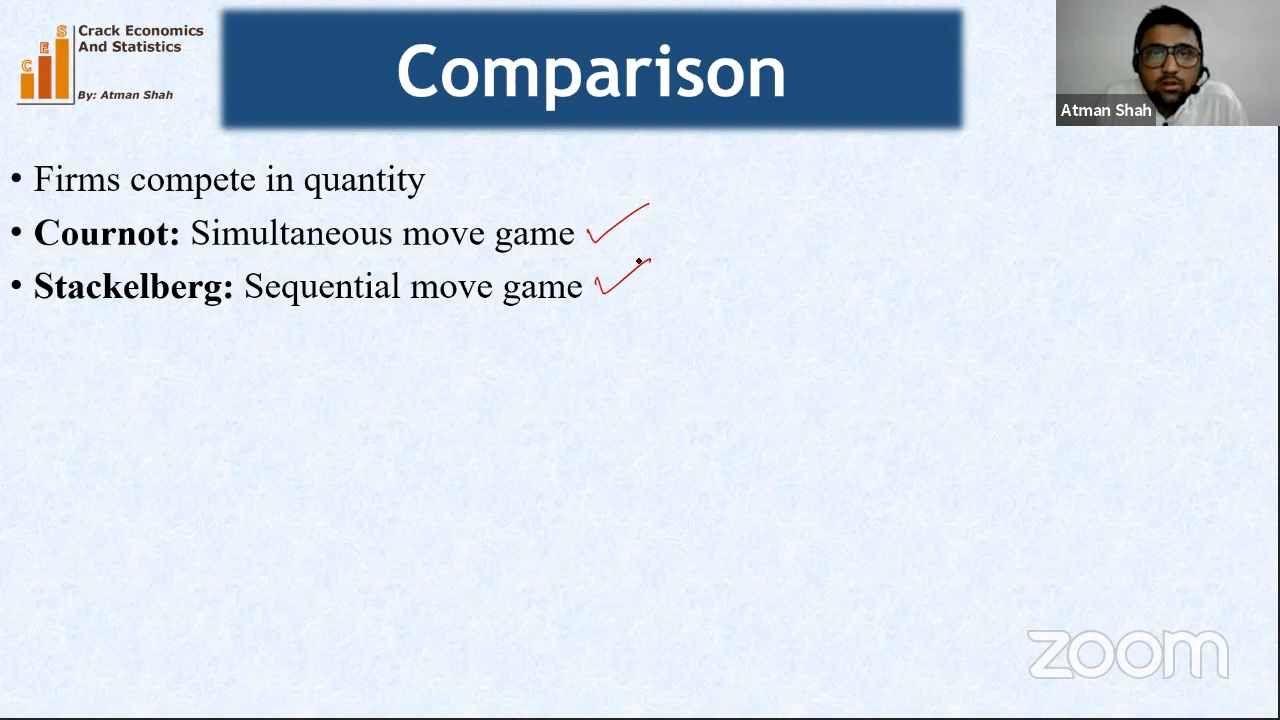 C E S
Crack Economics
And Statistics
By: Atman Shah
Comparison
Atman Shah
• Firms compete in quantity
• Cournot: Simultaneous move game
• Stackelberg: Sequential move game
zoom